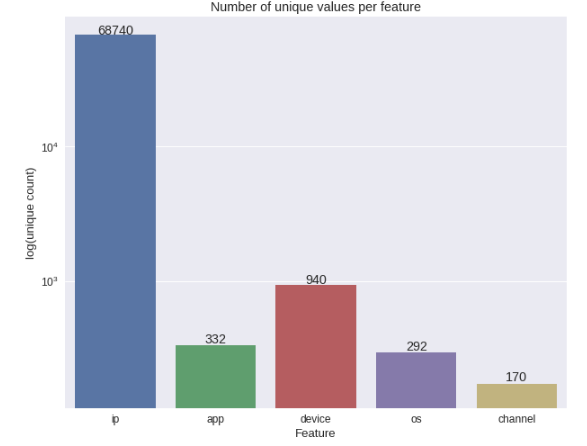 Number of unique values per feature
68740
10⁴
log(unique count)
10³
940
332
292
170
ip app device os channel
Feature